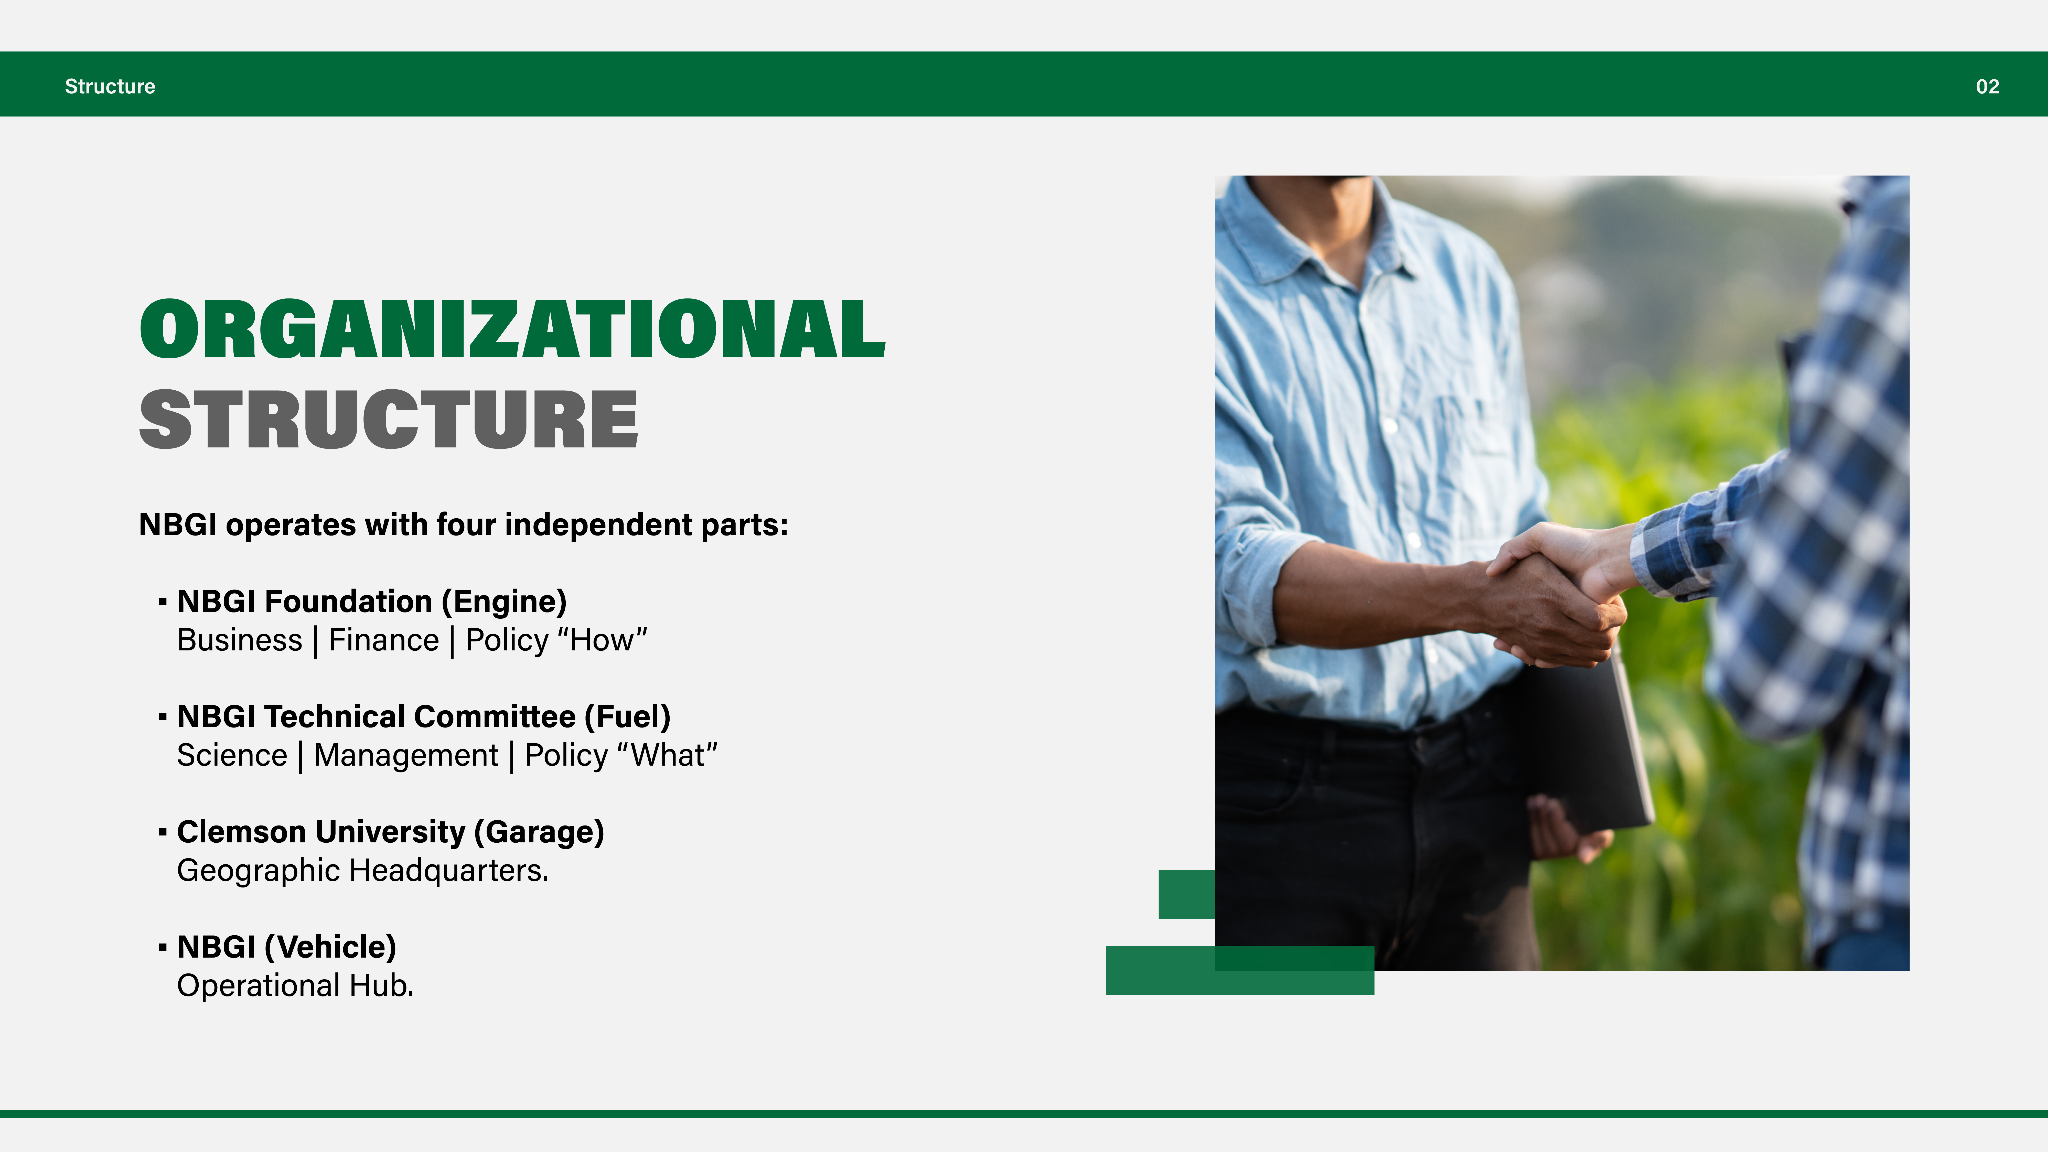 Structure
02
ORGANIZATIONAL
STRUCTURE
NBGI operates with four independent parts:
▪ NBGI Foundation (Engine)
Business | Finance | Policy “How”
▪ NBGI Technical Committee (Fuel)
Science | Management | Policy “What”
▪ Clemson University (Garage)
Geographic Headquarters.
▪ NBGI (Vehicle)
Operational Hub.